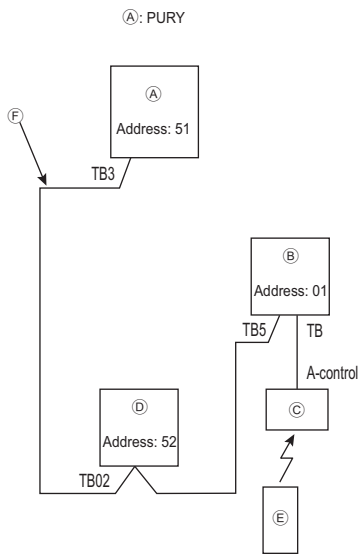 Ⓐ: PURY
Ⓐ
Address: 51
Ⓕ
TB3
Ⓑ
Address: 01
TB5
TB
A-control
Ⓓ
Address: 52
Ⓒ
TB02
Ⓔ